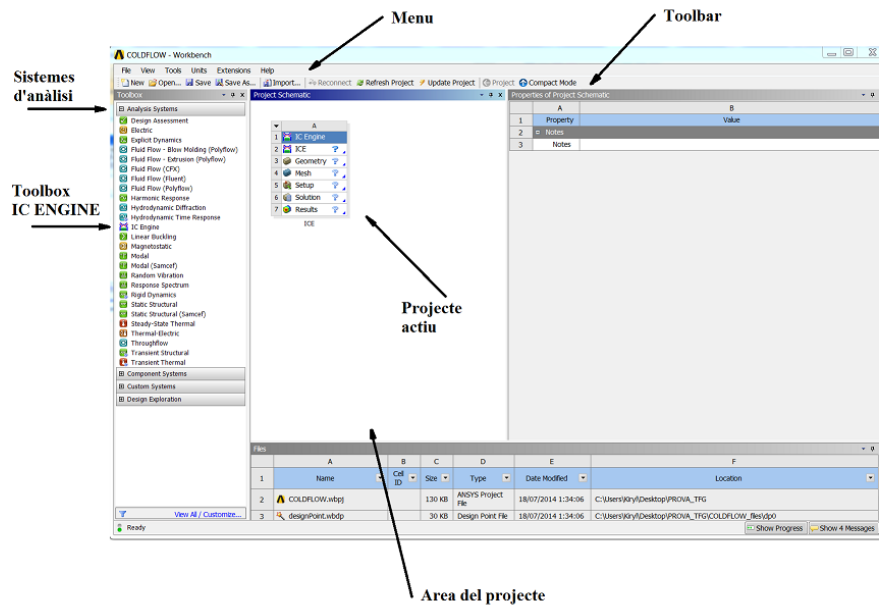 Menu
Toolbar
Sistemes
d'anàlisi
Toolbox
IC ENGINE
Projecte
actiu
Area del projecte
COLDFLOW - Workbench
File View Tools Units Extensions Help
New Open... Save Save As... Import... Reconnect Refresh Project Update Project Project Compact Mode
Toolbox
Analysis Systems
Design Assessment
Electric
Explicit Dynamics
Fluid Flow - Blow Molding (Polyflow)
Fluid Flow - Extrusion (Polyflow)
Fluid Flow (CFX)
Fluid Flow (Fluent)
Fluid Flow (Polyflow)
Harmonic Response
Hydrodynamic Diffraction
Hydrodynamic Time Response
IC Engine
Linear Buckling
Magnetostatic
Modal
Modal (Samcef)
Random Vibration
Response Spectrum
Rigid Dynamics
Static Structural
Static Structural (Samcef)
Steady-State Thermal
Thermal-Electric
Throughflow
Transient Structural
Transient Thermal
Component Systems
Custom Systems
Design Exploration
View All / Customize...
Project Schematic
A
1 IC Engine
2 ICE ?
3 Geometry ?
4 Mesh ?
5 Setup ?
6 Solution ?
7 Results ?
ICE
Properties of Project Schematic
A B
1 Property Value
2 Notes
3 Notes
Files
A B C D E F
1 Name Cell ID Size Type Date Modified Location
2 COLDFLOW.wbpj 130 KB ANSYS Project File 18/07/2014 1:34:06 C:\Users\Kiryl\Desktop\PROVA_TFG
3 designPoint.wbdp 30 KB Design Point File 18/07/2014 1:34:06 C:\Users\Kiryl\Desktop\PROVA_TFG\COLDFLOW_files\dp0
Ready
Show Progress Show 4 Messages